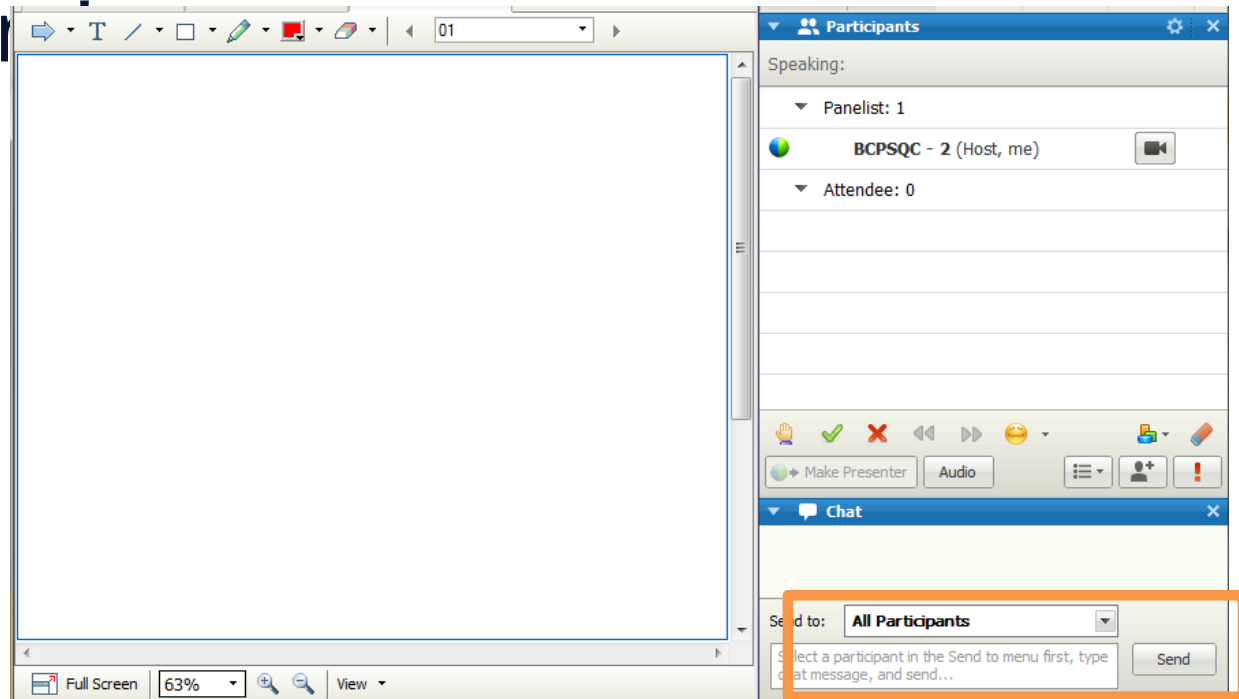 T
01
Participants
Speaking:
Panelist: 1
BCPSQC - 2 (Host, me)
Attendee: 0
Make Presenter
Audio
Chat
Send to: All Participants
Select a participant in the Send to menu first, type
chat message, and send...
Send
Full Screen
63%
View